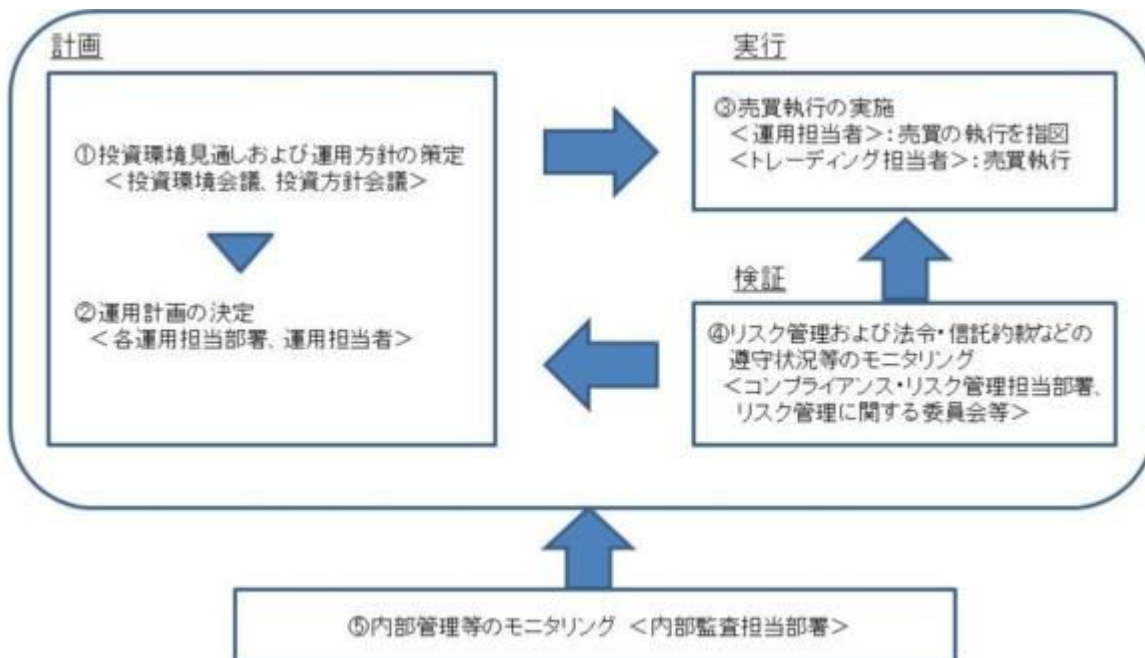 計画
①投資環境見通しおよび運用方針の策定
＜投資環境会議、投資方針会議＞
②運用計画の決定
＜各運用担当部署、運用担当者＞
実行
③売買執行の実施
＜運用担当者＞：売買の執行を指図
＜トレーディング担当者＞：売買執行
検証
④リスク管理および法令・信託約款などの
遵守状況等のモニタリング
＜コンプライアンス・リスク管理担当部署、
リスク管理に関する委員会等＞
⑤内部管理等のモニタリング ＜内部監査担当部署＞